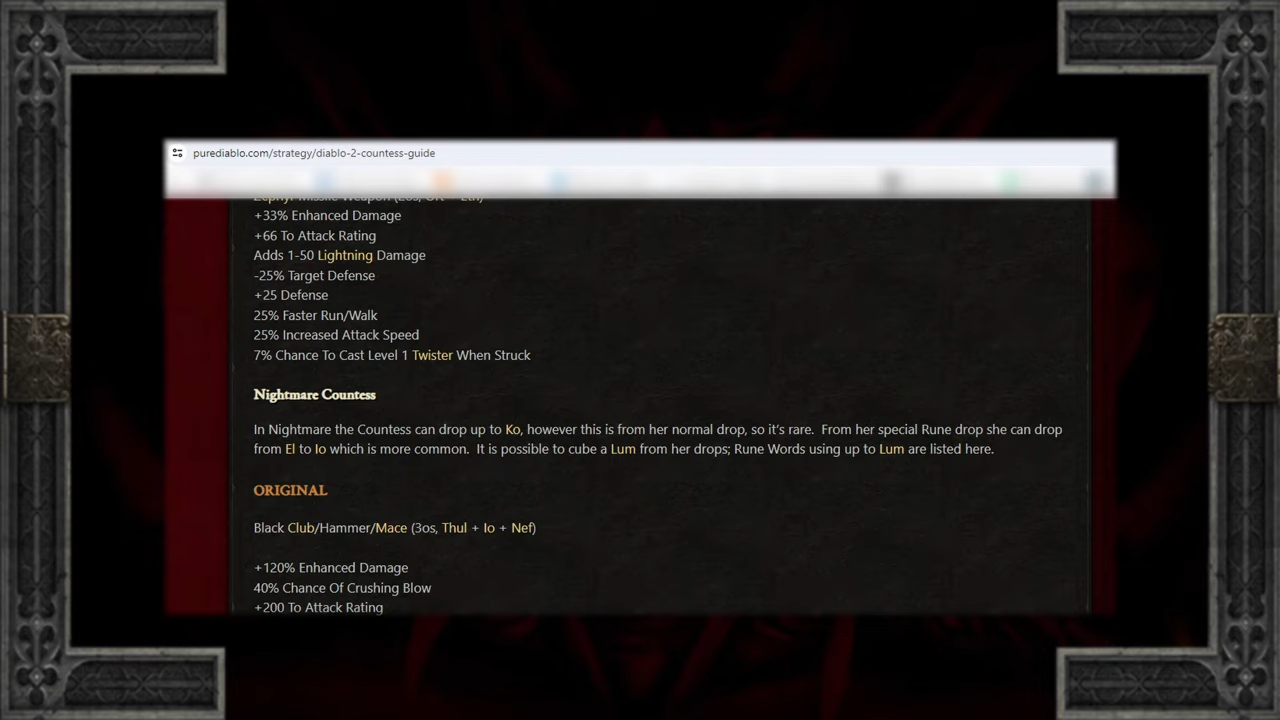 purediablo.com/strategy/diablo-2-countess-guide
+33% Enhanced Damage
+66 To Attack Rating
Adds 1-50 Lightning Damage
-25% Target Defense
+25 Defense
25% Faster Run/Walk
25% Increased Attack Speed
7% Chance To Cast Level 1 Twister When Struck
Nightmare Countess
In Nightmare the Countess can drop up to Ko, however this is from her normal drop, so it's rare. From her special Rune drop she can drop
from El to Io which is more common. It is possible to cube a Lum from her drops; Rune Words using up to Lum are listed here.
ORIGINAL
Black Club/Hammer/Mace (3os, Thul + Io + Nef)
+120% Enhanced Damage
40% Chance Of Crushing Blow
+200 To Attack Rating